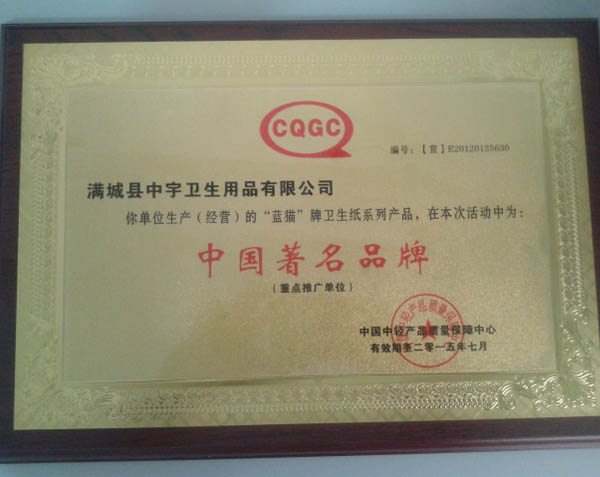 CQGC
编号：【宣】E20120125630
满城县中宇卫生用品有限公司
你单位生产（经营）的“蓝猫”牌卫生纸系列产品，在本次活动中为：
中国著名品牌
（重点推广单位）
中国中轻产品质量保障中心
有效期至二零一五年七月